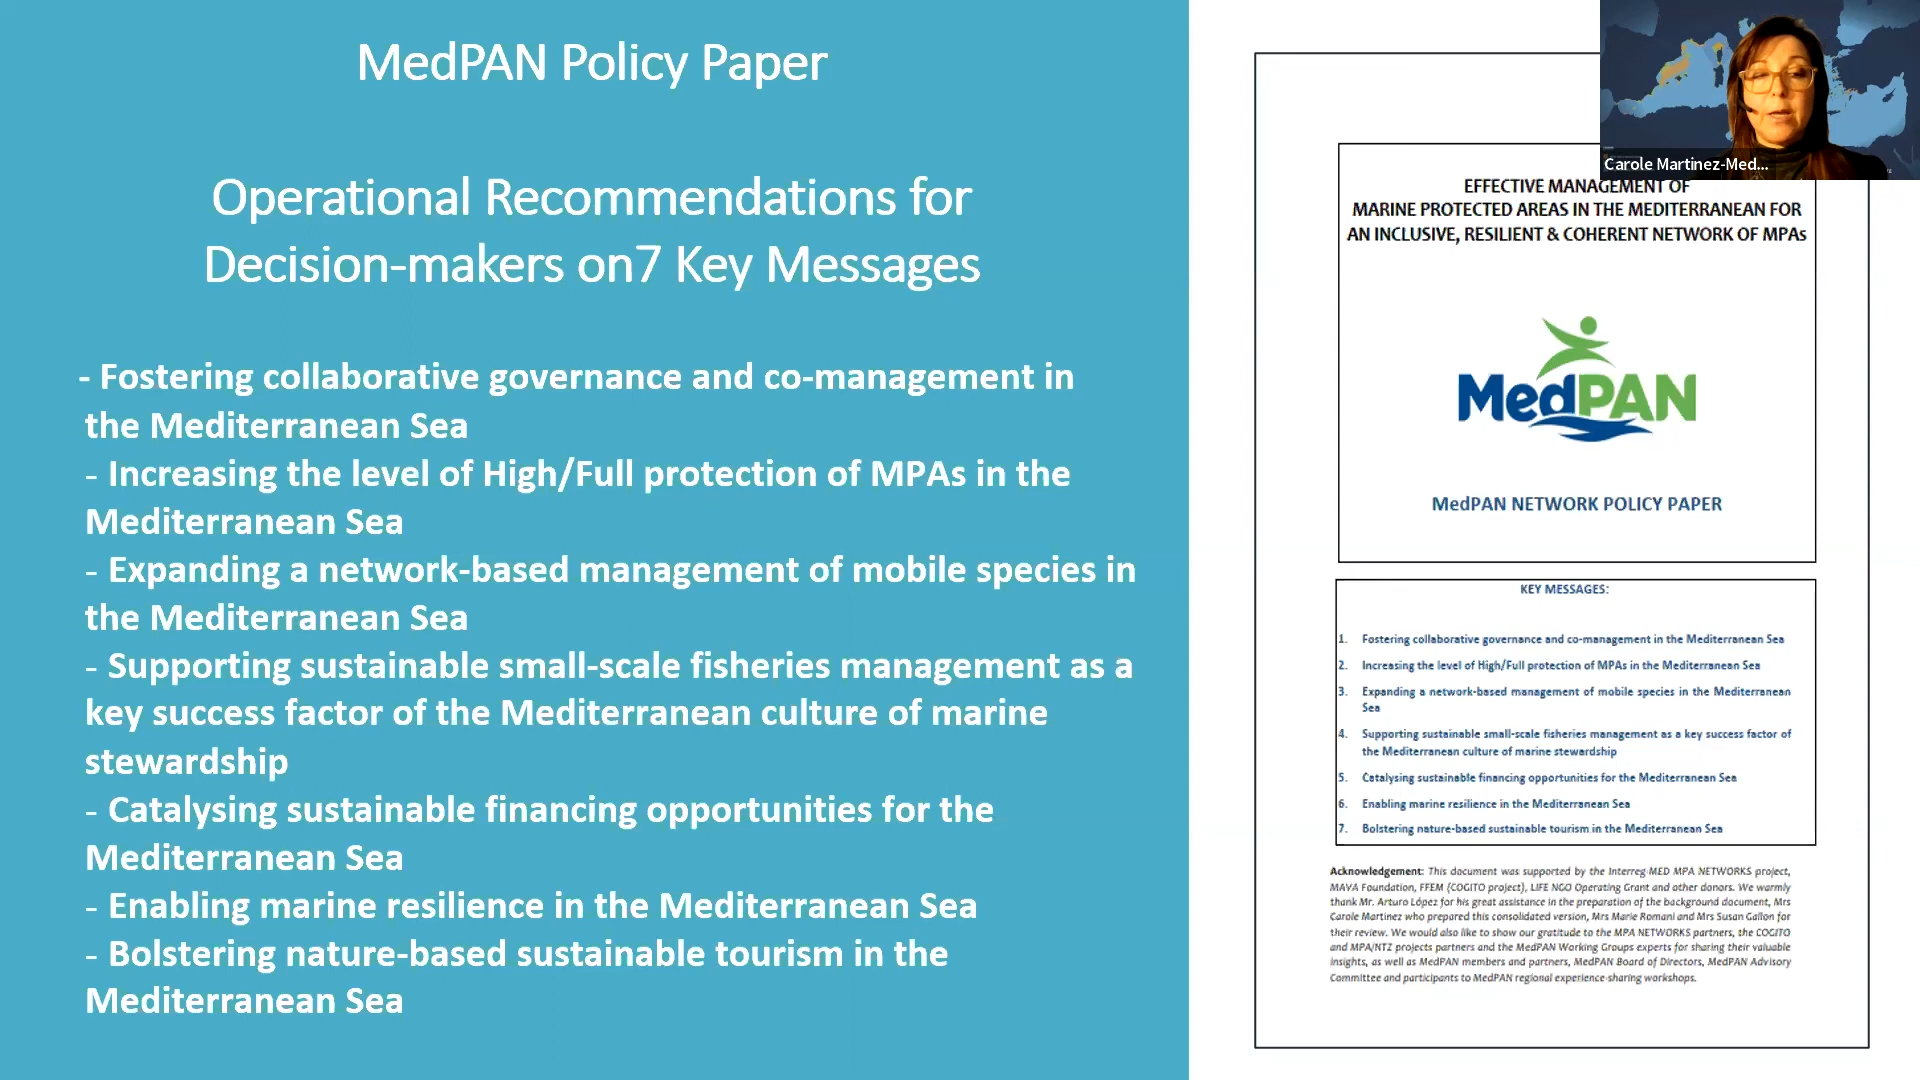 MedPAN Policy Paper
Operational Recommendations for
Decision-makers on7 Key Messages
- Fostering collaborative governance and co-management in
the Mediterranean Sea
- Increasing the level of High/Full protection of MPAs in the
Mediterranean Sea
- Expanding a network-based management of mobile species in
the Mediterranean Sea
- Supporting sustainable small-scale fisheries management as a
key success factor of the Mediterranean culture of marine
stewardship
- Catalysing sustainable financing opportunities for the
Mediterranean Sea
- Enabling marine resilience in the Mediterranean Sea
- Bolstering nature-based sustainable tourism in the
Mediterranean Sea
Carole Martinez-Med...
EFFECTIVE MANAGEMENT OF
MARINE PROTECTED AREAS IN THE MEDITERRANEAN FOR
AN INCLUSIVE, RESILIENT & COHERENT NETWORK OF MPAs
MedPAN
MedPAN NETWORK POLICY PAPER
KEY MESSAGES:
1. Fostering collaborative governance and co-management in the Mediterranean Sea
2. Increasing the level of High/Full protection of MPAs in the Mediterranean Sea
3. Expanding a network-based management of mobile species in the Mediterranean
Sea
4. Supporting sustainable small-scale fisheries management as a key success factor of
the Mediterranean culture of marine stewardship
5. Catalysing sustainable financing opportunities for the Mediterranean Sea
6. Enabling marine resilience in the Mediterranean Sea
7. Bolstering nature-based sustainable tourism in the Mediterranean Sea
Acknowledgement: This document was supported by the Interreg MED MPA NETWORKS project,
MAVA Foundation, FFEM (COGITO project), LIFE NGO Operating Grant and other donors. We warmly
thank Mr. Arturo López for his great assistance in the preparation of the background document, Mrs
Carole Martinez who prepared this consolidated version, Mrs Marie Romani and Mrs Susan Gallon for
their review. We would also like to show our gratitude to the MPA NETWORKS partners, the COGITO
and MPA/NTZ projects partners and the MedPAN Working Groups experts for sharing their valuable
insights, as well as MedPAN members and partners, MedPAN Board of Directors, MedPAN Advisory
Committee and participants to MedPAN regional experience-sharing workshops.